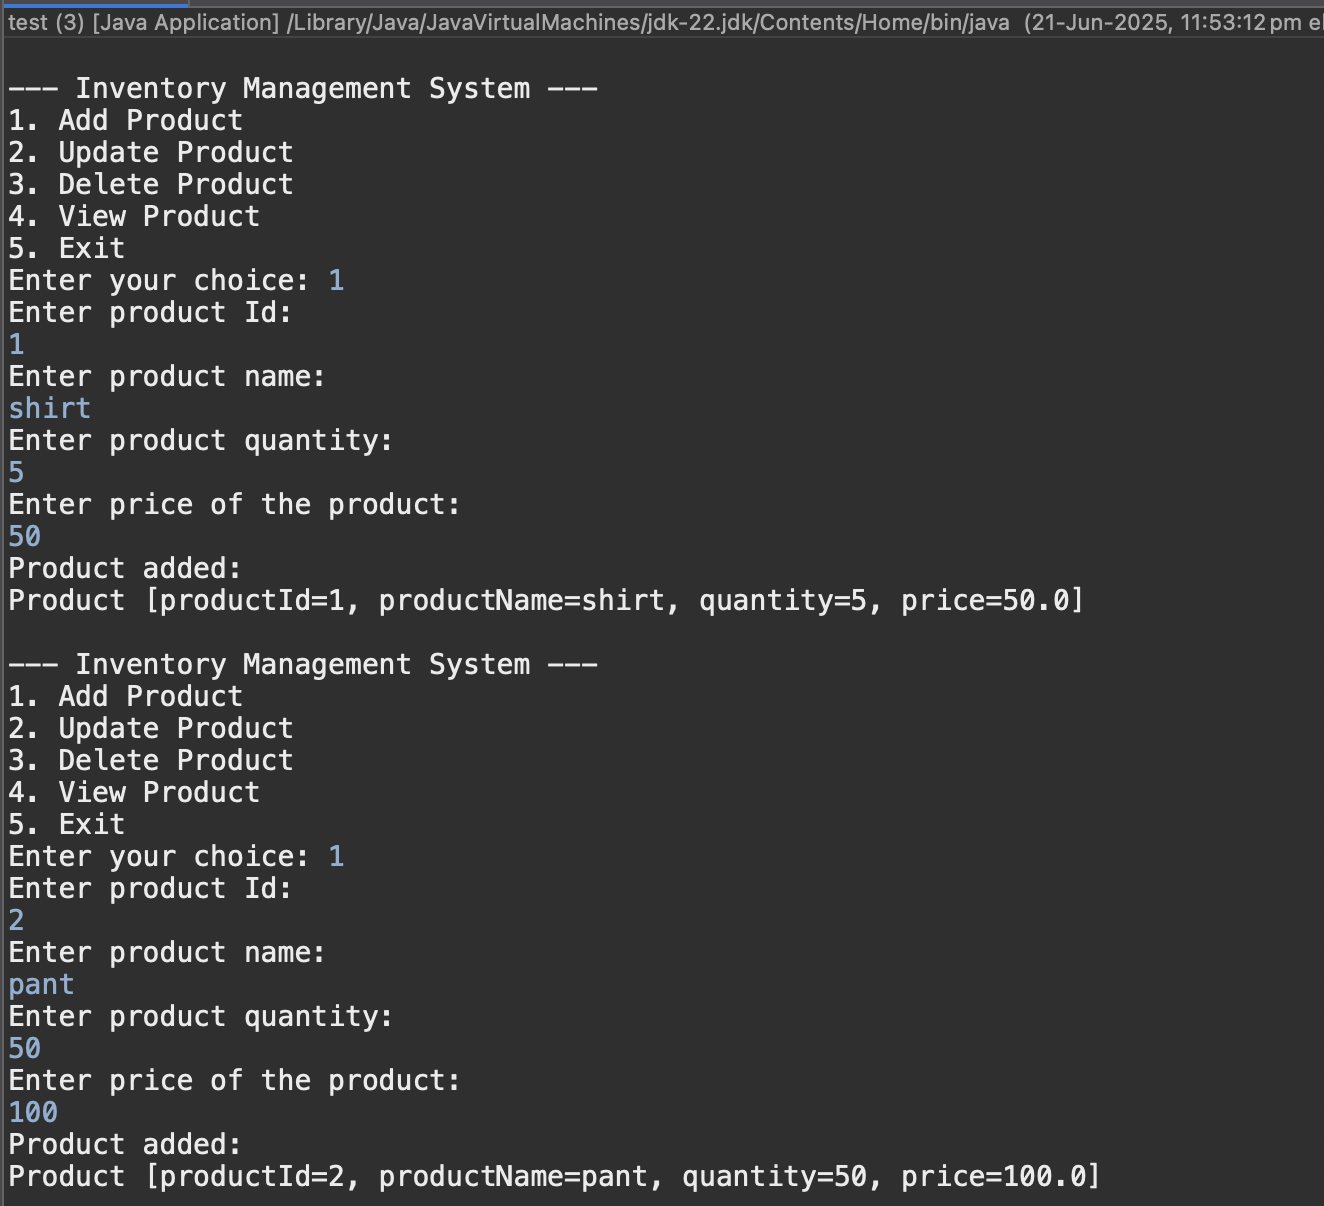 test (3) [Java Application] /Library/Java/JavaVirtualMachines/jdk-22.jdk/Contents/Home/bin/java (21-Jun-2025, 11:53:12 pm
--- Inventory Management System ---
1. Add Product
2. Update Product
3. Delete Product
4. View Product
5. Exit
Enter your choice: 1
Enter product Id:
1
Enter product name:
shirt
Enter product quantity:
5
Enter price of the product:
50
Product added:
Product [productId=1, productName=shirt, quantity=5, price=50.0]
--- Inventory Management System ---
1. Add Product
2. Update Product
3. Delete Product
4. View Product
5. Exit
Enter your choice: 1
Enter product Id:
2
Enter product name:
pant
Enter product quantity:
50
Enter price of the product:
100
Product added:
Product [productId=2, productName=pant, quantity=50, price=100.0]